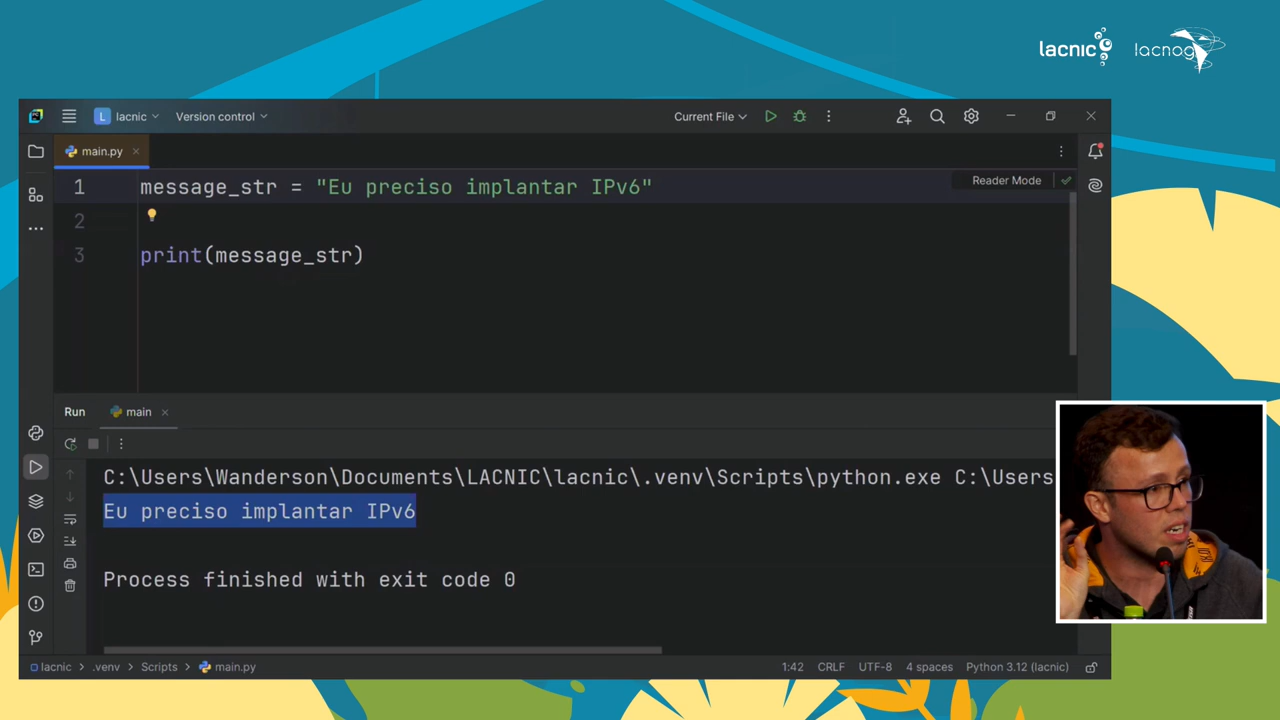 lacnic
lacnog
L lacnic
Version control
Current File
main.py
1 message_str = "Eu preciso implantar IPv6"
Reader Mode
2
3 print(message_str)
Run
main
C:\Users\Wanderson\Documents\LACNIC\lacnic\.venv\Scripts\python.exe C:\Users
Eu preciso implantar IPv6
Process finished with exit code 0
lacnic > .venv > Scripts > main.py
1:42 CRLF UTF-8 4 spaces Python 3.12 (lacnic)